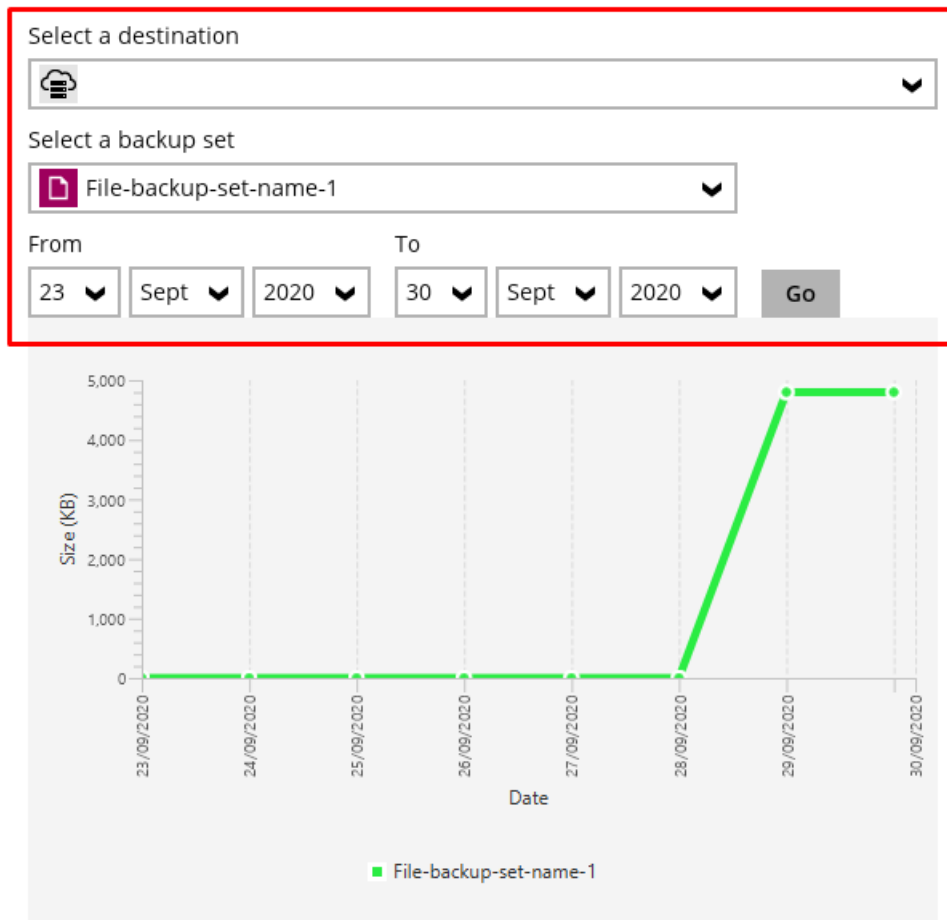 Select a destination
Select a backup set
File-backup-set-name-1
From To
23 Sept 2020 30 Sept 2020 Go
5,000
4,000
3,000
2,000
1,000
0
Size (KB)
23/09/2020 24/09/2020 25/09/2020 26/09/2020 27/09/2020 28/09/2020 29/09/2020 30/09/2020
Date
File-backup-set-name-1